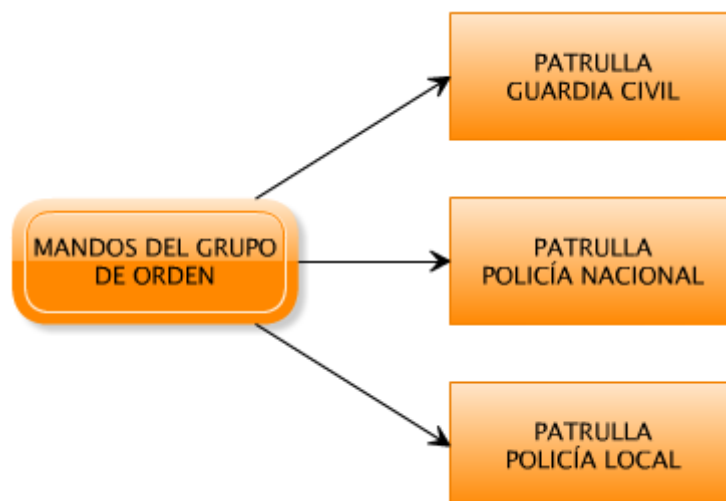 PATRULLA
GUARDIA CIVIL
MANDOS DEL GRUPO
DE ORDEN
PATRULLA
POLICÍA NACIONAL
PATRULLA
POLICÍA LOCAL